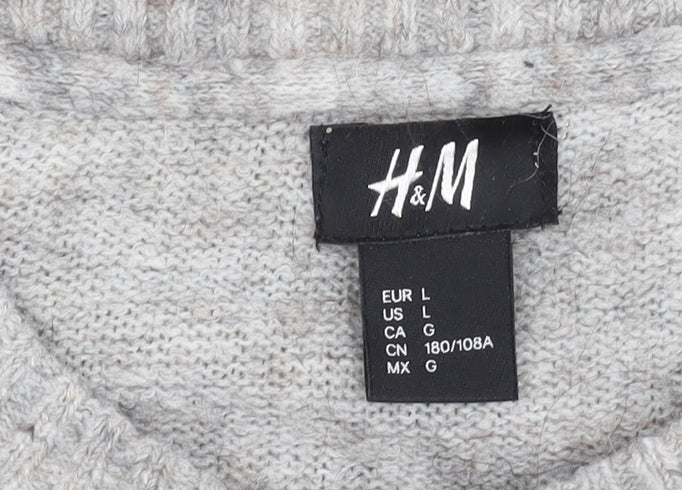 H&M
EUR L
US L
CA G
CN 180/108A
MX G